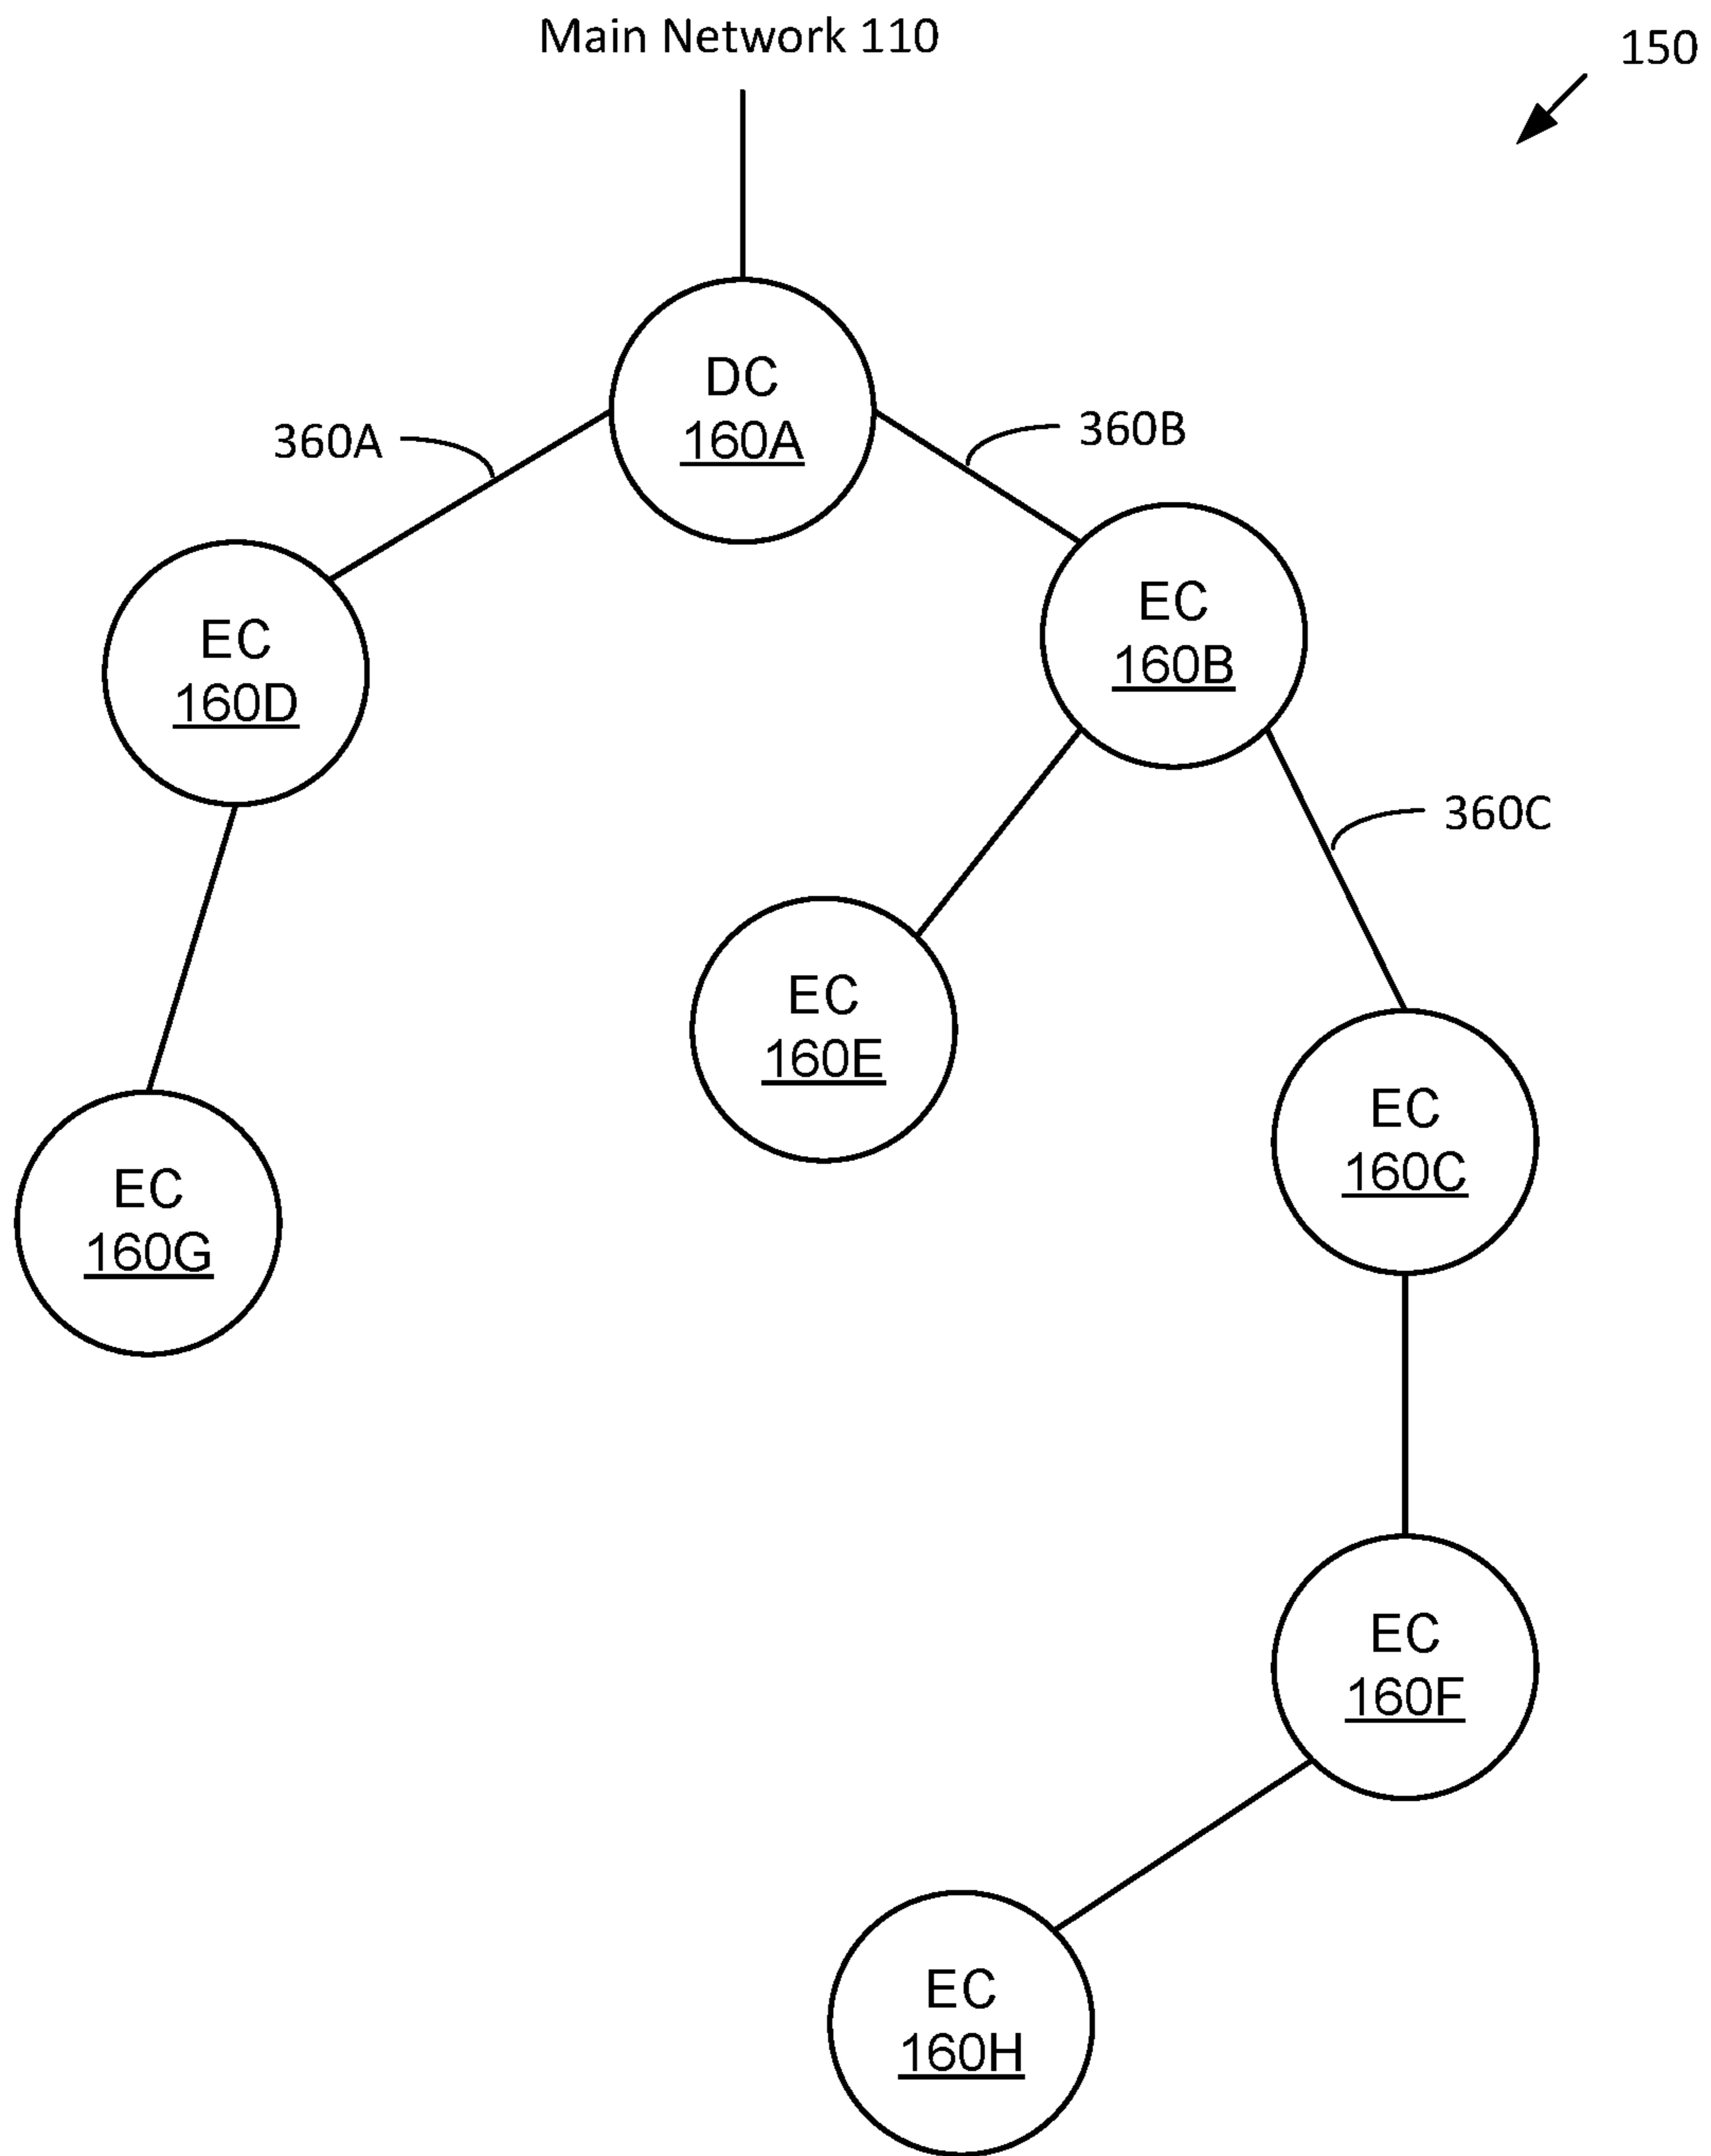 Main Network 110
150
DC
160A
360A
360B
EC
160B
EC
160D
360C
EC
160E
EC
160C
EC
160G
EC
160F
EC
160H